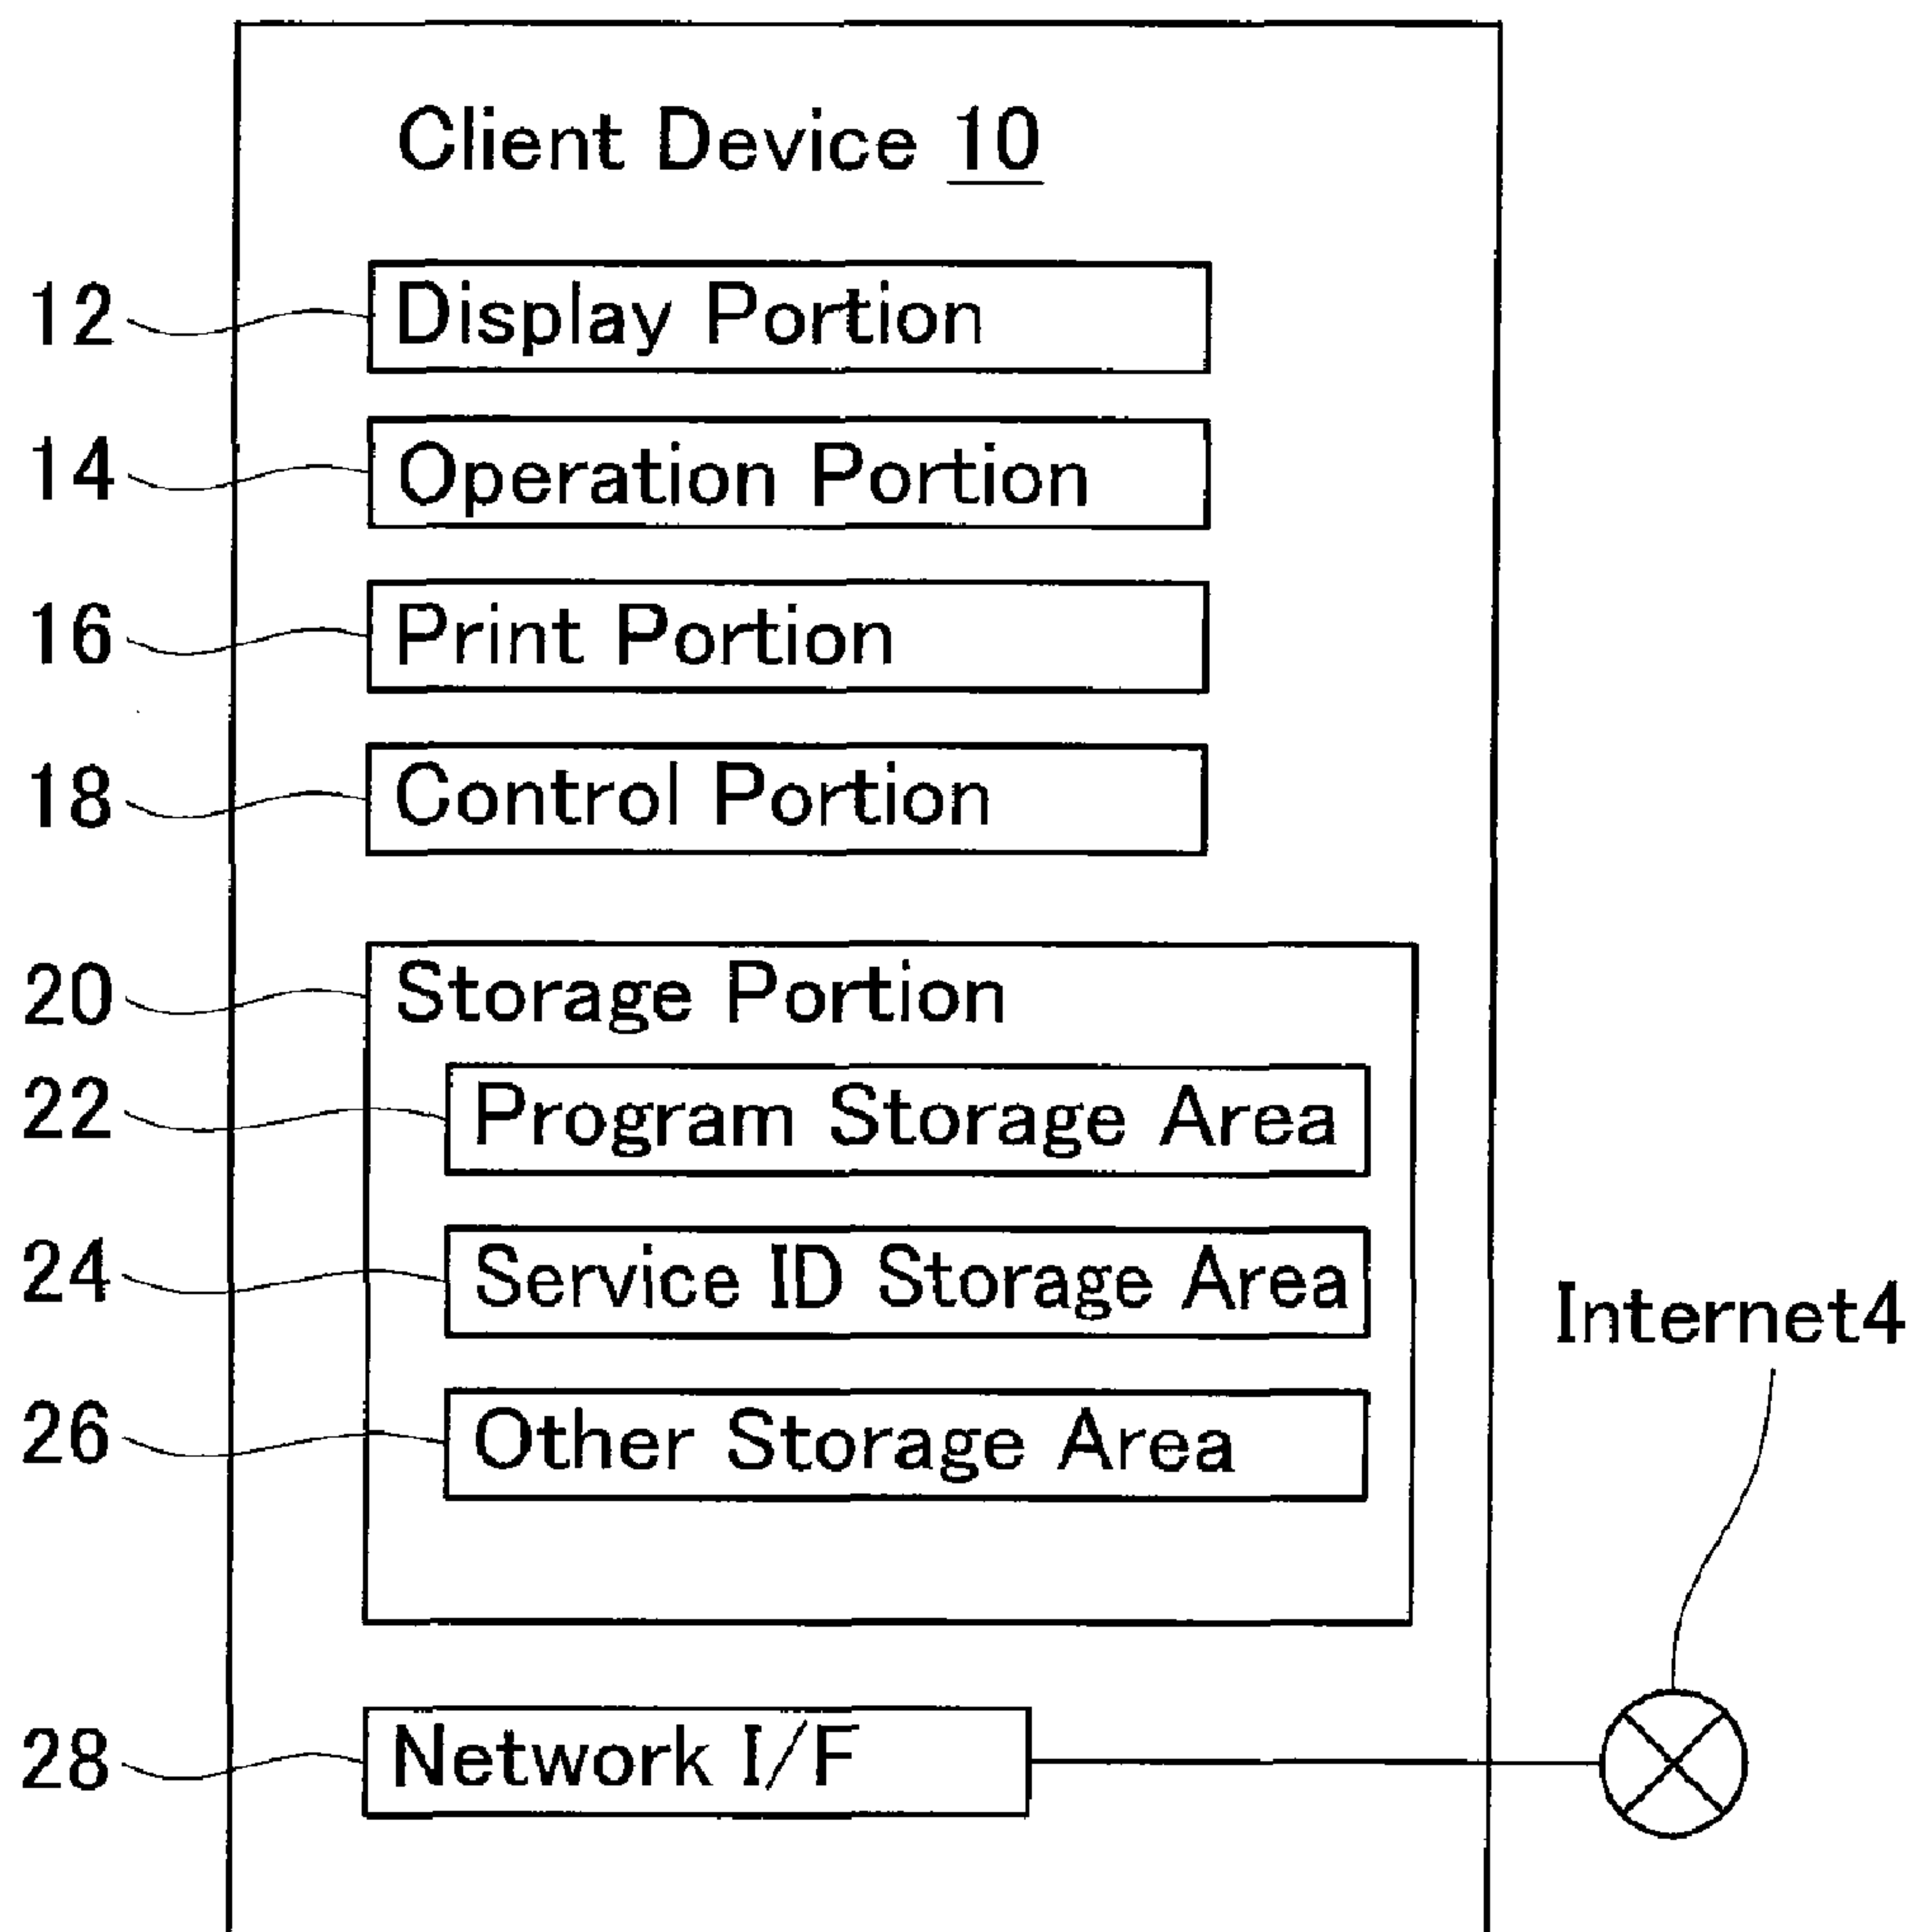 Client Device 10
12 Display Portion
14 Operation Portion
16 Print Portion
18 Control Portion
20 Storage Portion
22 Program Storage Area
24 Service ID Storage Area
Internet4
26 Other Storage Area
28 Network I/F